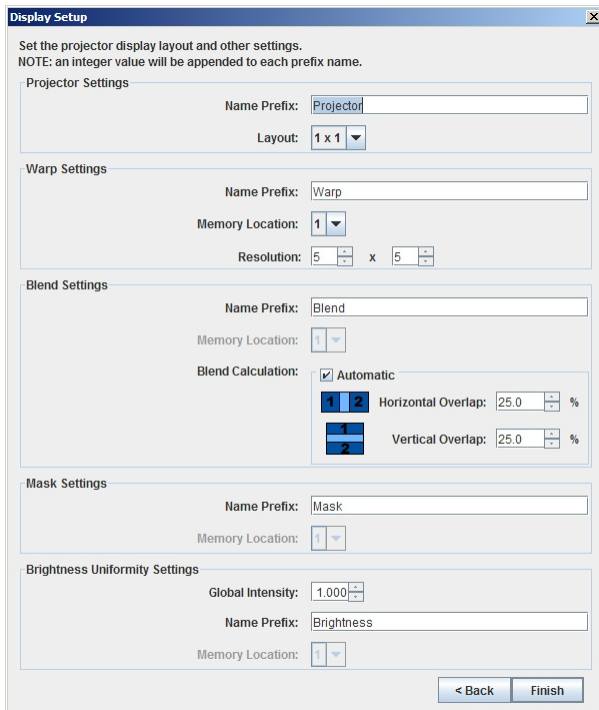 Display Setup
Set the projector display layout and other settings.
NOTE: an integer value will be appended to each prefix name.
Projector Settings
Name Prefix: Projector
Layout: 1 x 1
Warp Settings
Name Prefix: Warp
Memory Location: 1
Resolution: 5 x 5
Blend Settings
Name Prefix: Blend
Memory Location: 1
Blend Calculation: Automatic
1 2 Horizontal Overlap: 25.0 %
1
2
Vertical Overlap: 25.0 %
Mask Settings
Name Prefix: Mask
Memory Location: 1
Brightness Uniformity Settings
Global Intensity: 1.000
Name Prefix: Brightness
Memory Location: 1
< Back Finish